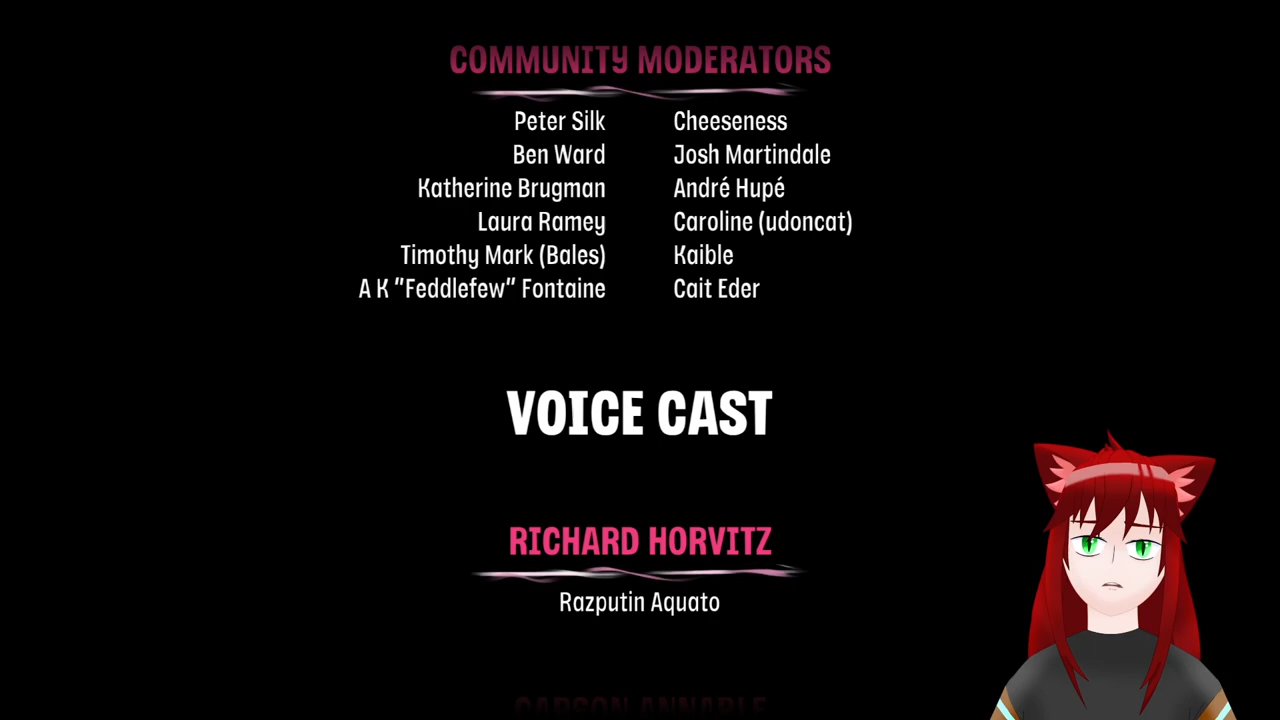 COMMUNITY MODERATORS
Peter Silk Cheeseness
Ben Ward Josh Martindale
Katherine Brugman André Hupé
Laura Ramey Caroline (udoncat)
Timothy Mark (Bales) Kaible
A K "Feddlefew" Fontaine Cait Eder
VOICE CAST
RICHARD HORVITZ
Razputin Aquato